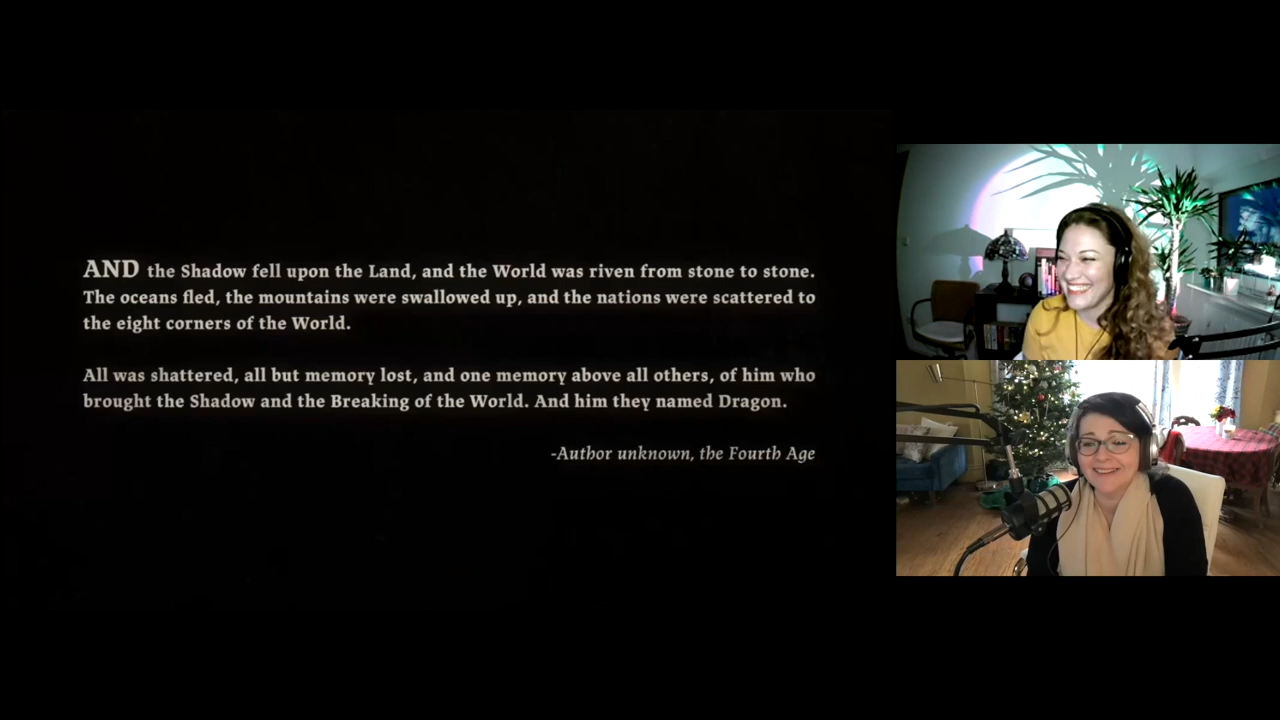 AND the Shadow fell upon the Land, and the World was riven from stone to stone.
The oceans fled, the mountains were swallowed up, and the nations were scattered to
the eight corners of the World.
All was shattered, all but memory lost, and one memory above all others, of him who
brought the Shadow and the Breaking of the World. And him they named Dragon.
-Author unknown, the Fourth Age